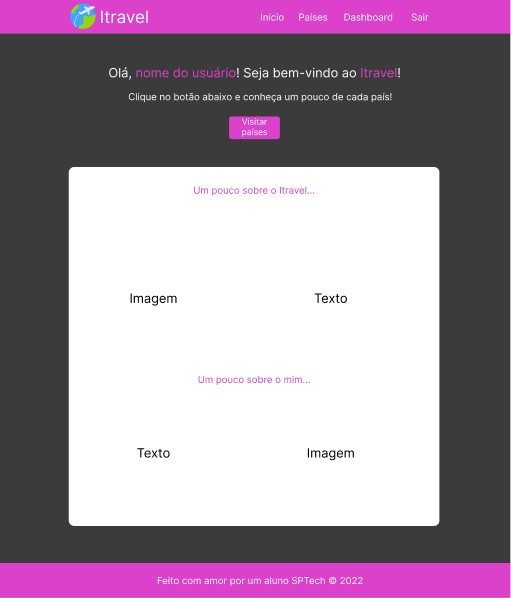 Itravel
Início Países Dashboard Sair
Olá, nome do usuário! Seja bem-vindo ao Itravel!
Clique no botão abaixo e conheça um pouco de cada país!
Visitar
países
Um pouco sobre o Itravel...
Imagem Texto
Um pouco sobre o mim...
Texto Imagem
Feito com amor por um aluno SPTech © 2022